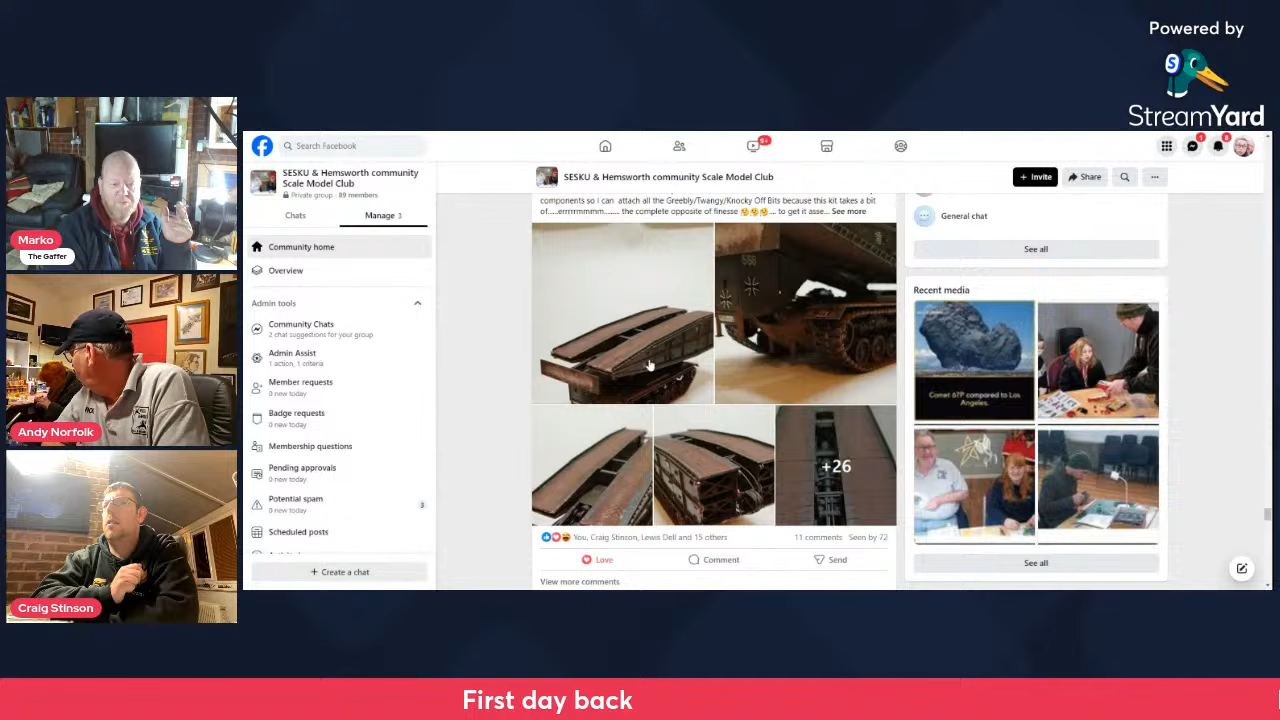 Powered by
StreamYard
Marko
The Gaffer
Andy Norfolk
Craig Stinson
Search Facebook
9+
1
8
SESKU & Hemsworth community
Scale Model Club
Private group · 89 members
Chats
Manage 3
Community home
Overview
Admin tools
Community Chats
2 chat suggestions for your group
Admin Assist
1 action, 1 criteria
Member requests
0 new today
Badge requests
0 new today
Membership questions
Pending approvals
0 new today
Potential spam
0 new today
3
Scheduled posts
+ Create a chat
SESKU & Hemsworth community Scale Model Club
+ Invite
Share
components so I can attach all the Greebly/Twangy/Knocky Off Bits because this kit takes a bit
of.....errrrrrmmmm....... the complete opposite of finesse 🤔🤔🤔.... to get it asse... See more
+26
You, Craig Stinson, Lewis Dell and 15 others
11 comments Seen by 72
Love
Comment
Send
View more comments
General chat
See all
Recent media
Comet 67P compared to Los
Angeles.
See all
First day back